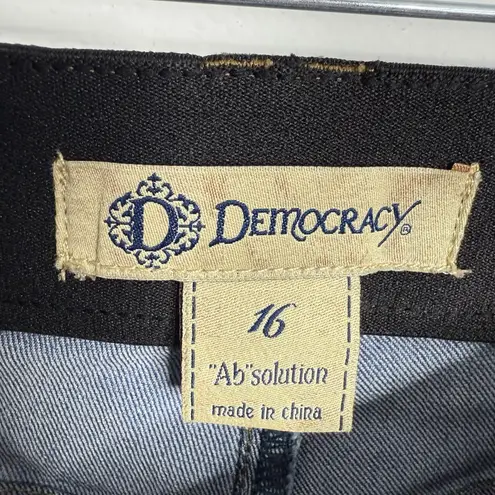 D DEMOCRACY®
16
"Ab"solution
made in china